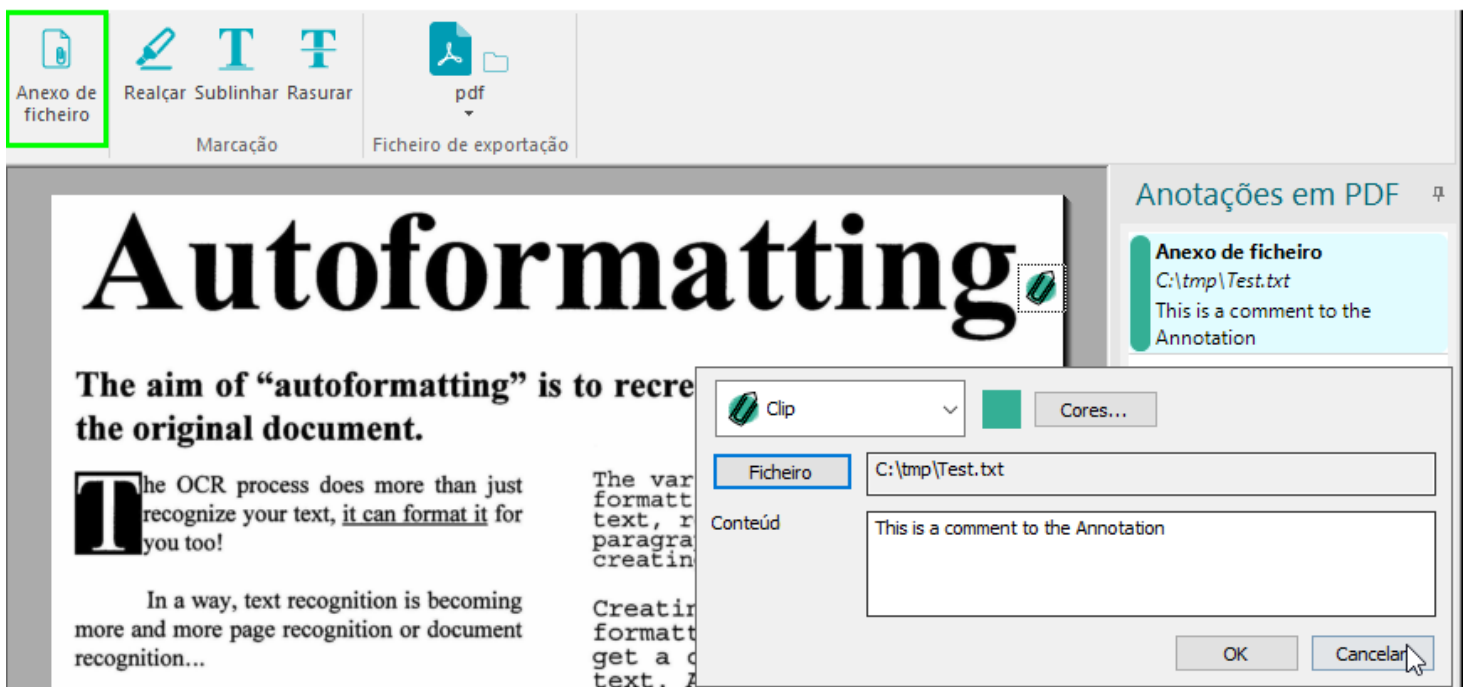 Anexo de
ficheiro
Realçar Sublinhar Rasurar
Marcação
pdf
Ficheiro de exportação
Autoformatting
The aim of “autoformatting” is to recre
the original document.
The OCR process does more than just
recognize your text, it can format it for
you too!
In a way, text recognition is becoming
more and more page recognition or document
recognition...
The var
formatt
text, r
paragra
creatin
Creatin
formatt
get a
text.
Anotações em PDF
Anexo de ficheiro
C:\tmp\Test.txt
This is a comment to the
Annotation
Clip
Cores...
Ficheiro
C:\tmp\Test.txt
Conteúd
This is a comment to the Annotation
OK
Cancelar